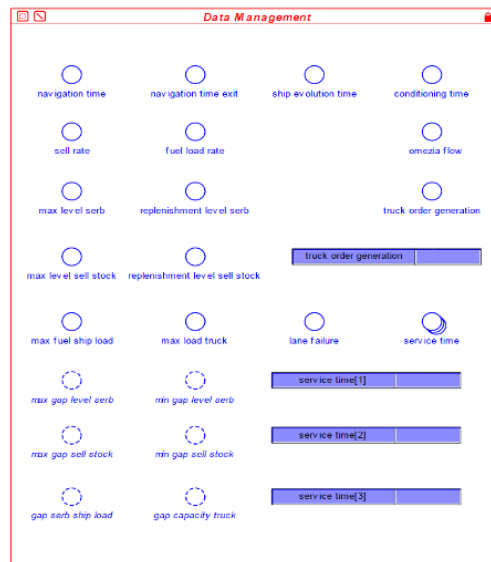 Data Management
navigation time navigation time exit ship evolution time conditioning time
sell rate fuel load rate omezia flow
max level serb replenishment level serb truck order generation
truck order generation
max level sell stock replenishment level sell stock
max fuel ship load max load truck lane failure service time
service time[1]
max gap level serb min gap level serb
service time[2]
max gap sell stock min gap sell stock
service time[3]
gap serb ship load gap capacity truck